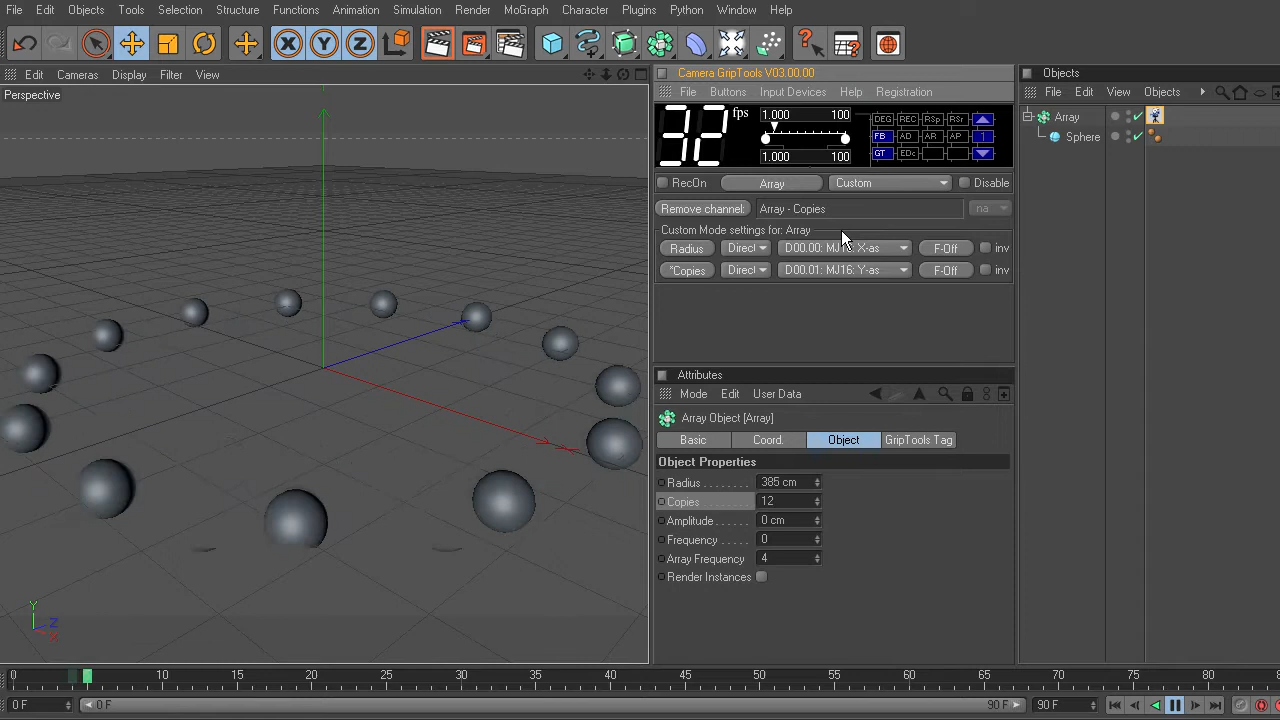 File Edit Objects Tools Selection Structure Functions Animation Simulation Render MoGraph Character Plugins Python Window Help
Edit Cameras Display Filter View
Perspective
Y
Z
X
Camera GripTools V03.00.00
File Buttons Input Devices Help Registration
32 fps
1.000 100
1.000 100
DEG REC RSp RSr
FB AD AR AP 1
GT EDc
RecOn Array Custom Disable
Remove channel: Array - Copies na
Custom Mode settings for: Array
Radius Direct D00.00: MJ16: X-as F-Off inv
*Copies Direct D00.01: MJ16: Y-as F-Off inv
Attributes
Mode Edit User Data
Array Object [Array]
Basic Coord. Object GripTools Tag
Object Properties
Radius . . . . . . . 385 cm
Copies . . . . . . . 12
Amplitude . . . . . 0 cm
Frequency . . . . . 0
Array Frequency 4
Render Instances
Objects
File Edit View Objects
Array
Sphere
0 5 10 15 20 25 30 35 40 45 50 55 60 65 70 75 80
0 F 0 F 90 F 90 F